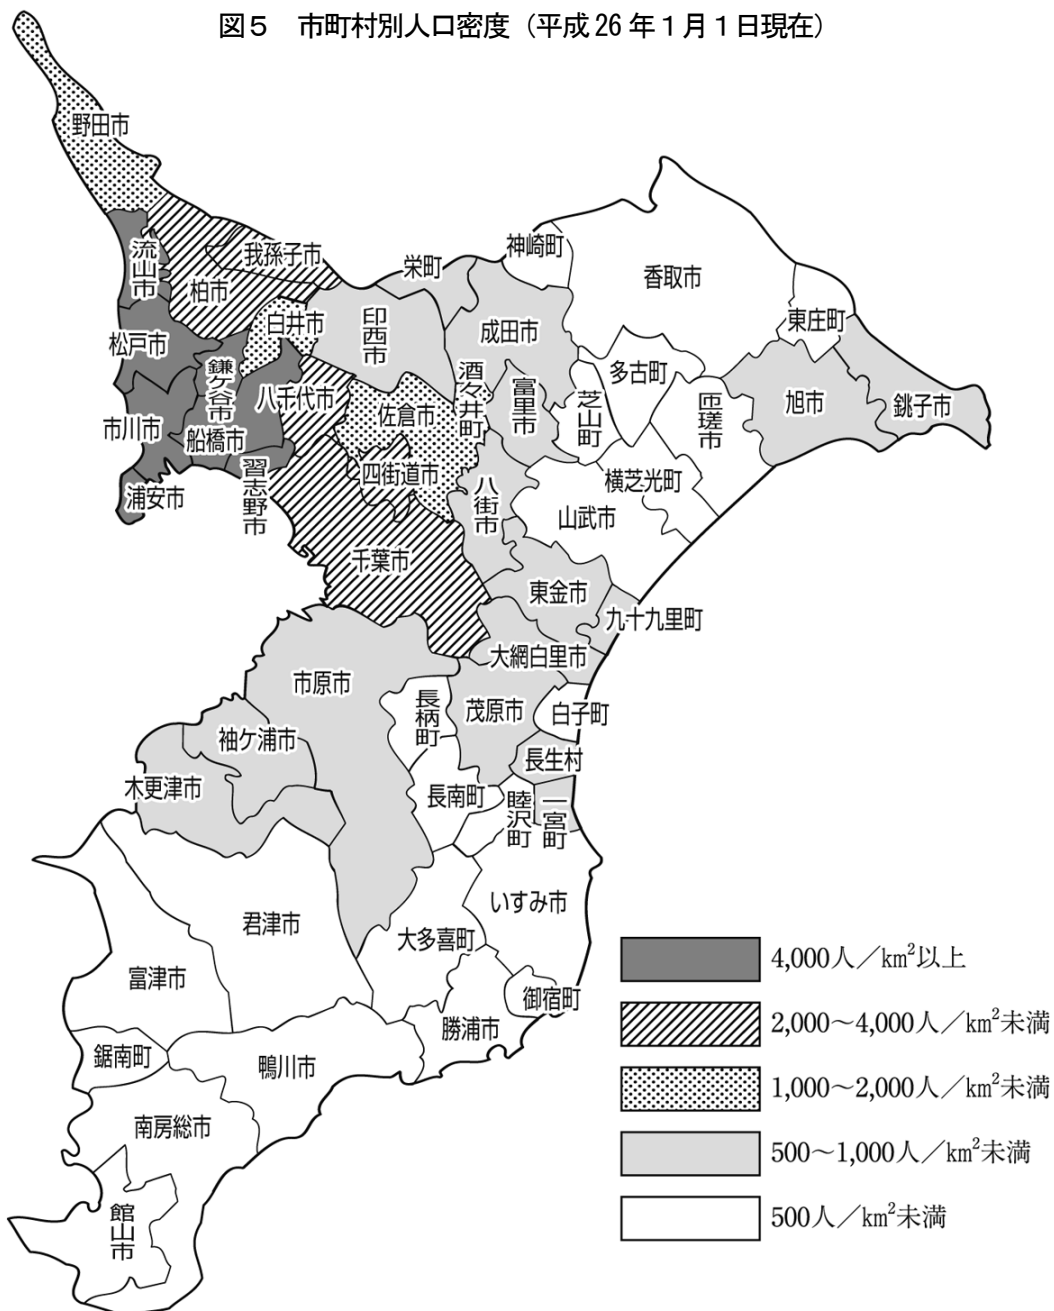 図５　市町村別人口密度（平成26年１月１日現在）
野田市
流山市
柏市
我孫子市
栄町
神崎町
香取市
東庄町
松戸市
鎌ケ谷市
白井市
印西市
成田市
酒々井町
富里市
多古町
芝山町
匝瑳市
旭市
銚子市
市川市
船橋市
八千代市
佐倉市
浦安市
習志野市
四街道市
八街市
横芝光町
山武市
千葉市
東金市
九十九里町
大網白里市
市原市
長柄町
茂原市
白子町
袖ケ浦市
長生村
木更津市
長南町
睦沢町
一宮町
君津市
いすみ市
大多喜町
富津市
御宿町
勝浦市
鋸南町
鴨川市
南房総市
館山市
4,000人／㎢以上
2,000～4,000人／㎢未満
1,000～2,000人／㎢未満
500～1,000人／㎢未満
500人／㎢未満